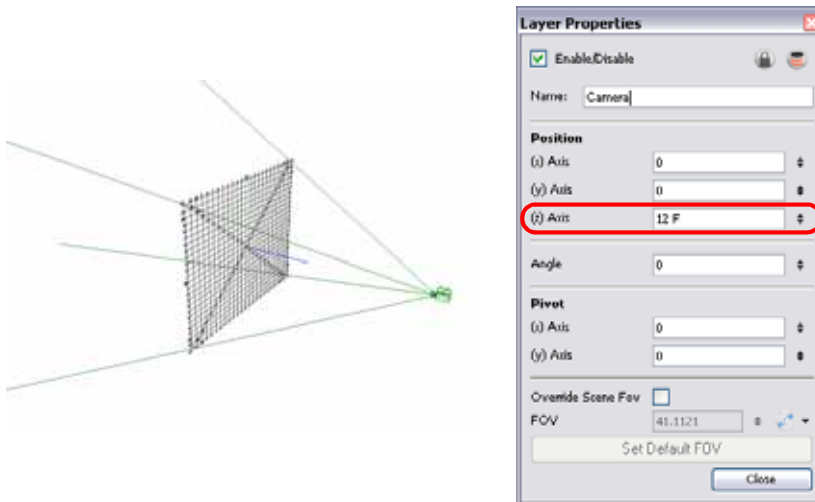 Layer Properties
Enable/Disable
Name: Camera
Position
(x) Axis 0
(y) Axis 0
(z) Axis 12 F
Angle 0
Pivot
(x) Axis 0
(y) Axis 0
Override Scene Fov
FOV 41.1121
Set Default FOV
Close